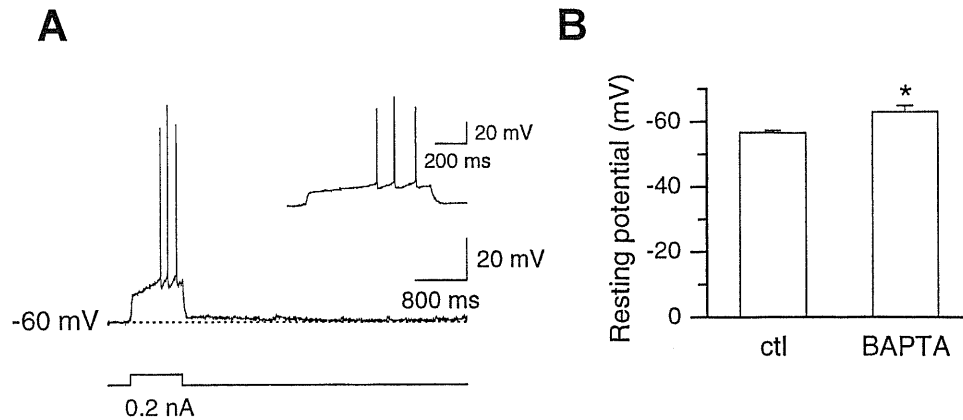 A
20 mV
200 ms
20 mV
800 ms
-60 mV
0.2 nA
B
Resting potential (mV)
-60
-40
-20
0
*
ctl
BAPTA